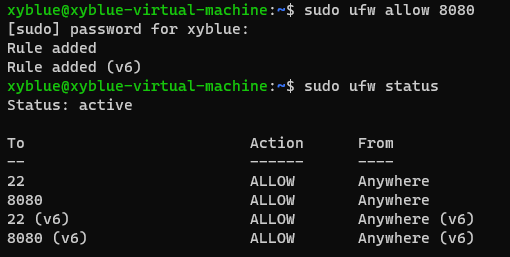 xyblue@xyblue-virtual-machine:~$ sudo ufw allow 8080
[sudo] password for xyblue:
Rule added
Rule added (v6)
xyblue@xyblue-virtual-machine:~$ sudo ufw status
Status: active
To                         Action      From
--                         ------      ----
22                         ALLOW       Anywhere
8080                       ALLOW       Anywhere
22 (v6)                    ALLOW       Anywhere (v6)
8080 (v6)                  ALLOW       Anywhere (v6)